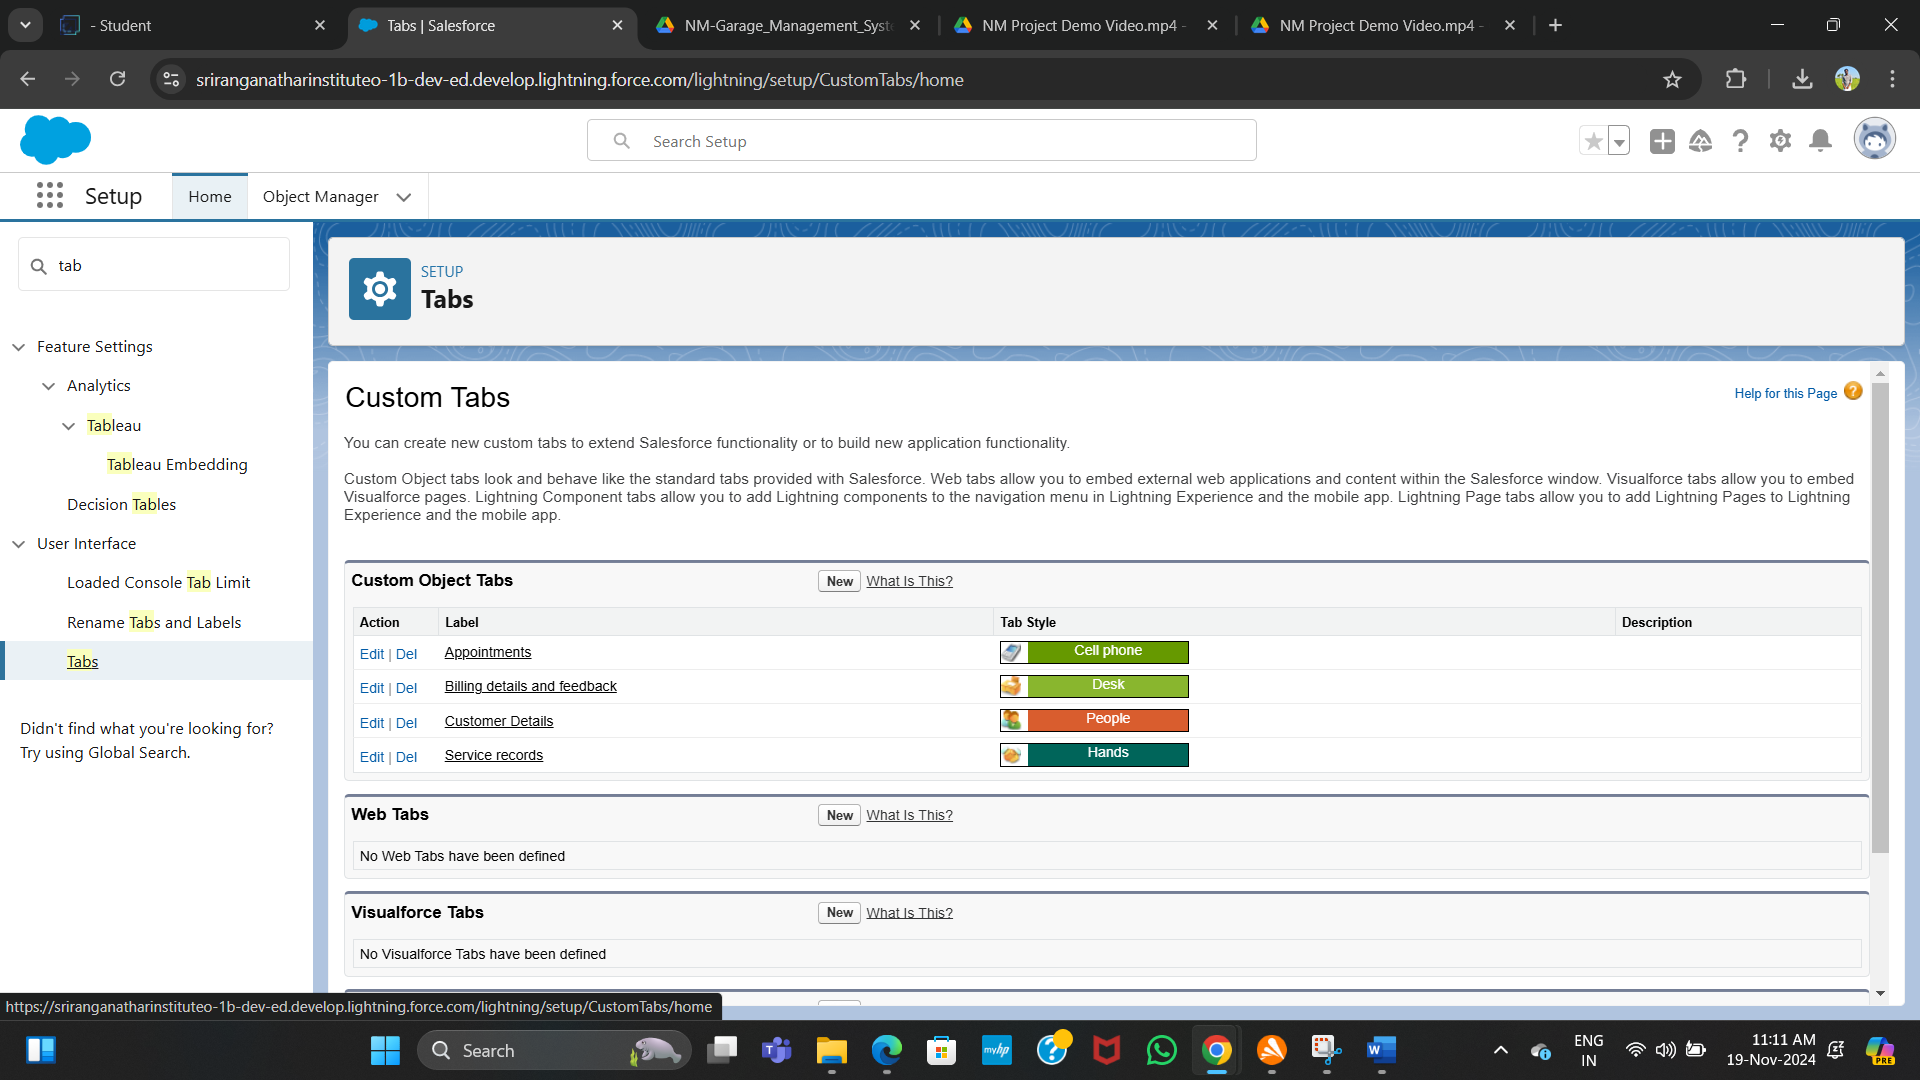 - Student
Tabs | Salesforce
NM-Garage_Management_Syste
NM Project Demo Video.mp4 -
NM Project Demo Video.mp4 -
sriranganatharinstituteo-1b-dev-ed.develop.lightning.force.com/lightning/setup/CustomTabs/home
Search Setup
Setup
Home
Object Manager
tab
SETUP
Tabs
Feature Settings
Analytics
Tableau
Tableau Embedding
Decision Tables
User Interface
Loaded Console Tab Limit
Rename Tabs and Labels
Tabs
Didn't find what you're looking for?
Try using Global Search.
Custom Tabs
Help for this Page
You can create new custom tabs to extend Salesforce functionality or to build new application functionality.
Custom Object tabs look and behave like the standard tabs provided with Salesforce. Web tabs allow you to embed external web applications and content within the Salesforce window. Visualforce tabs allow you to embed
Visualforce pages. Lightning Component tabs allow you to add Lightning components to the navigation menu in Lightning Experience and the mobile app. Lightning Page tabs allow you to add Lightning Pages to Lightning
Experience and the mobile app.
Custom Object Tabs New What Is This?
Action Label Tab Style Description
Edit | Del Appointments Cell phone
Edit | Del Billing details and feedback Desk
Edit | Del Customer Details People
Edit | Del Service records Hands
Web Tabs New What Is This?
No Web Tabs have been defined
Visualforce Tabs New What Is This?
No Visualforce Tabs have been defined
https://sriranganatharinstituteo-1b-dev-ed.develop.lightning.force.com/lightning/setup/CustomTabs/home
Search
myhp
ENG
IN
11:11 AM
19-Nov-2024
PRE